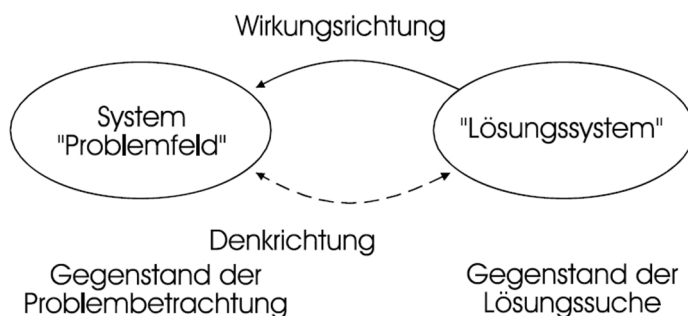 Wirkungsrichtung
System
"Problemfeld"
"Lösungssystem"
Denkrichtung
Gegenstand der
Problembetrachtung
Gegenstand der
Lösungssuche